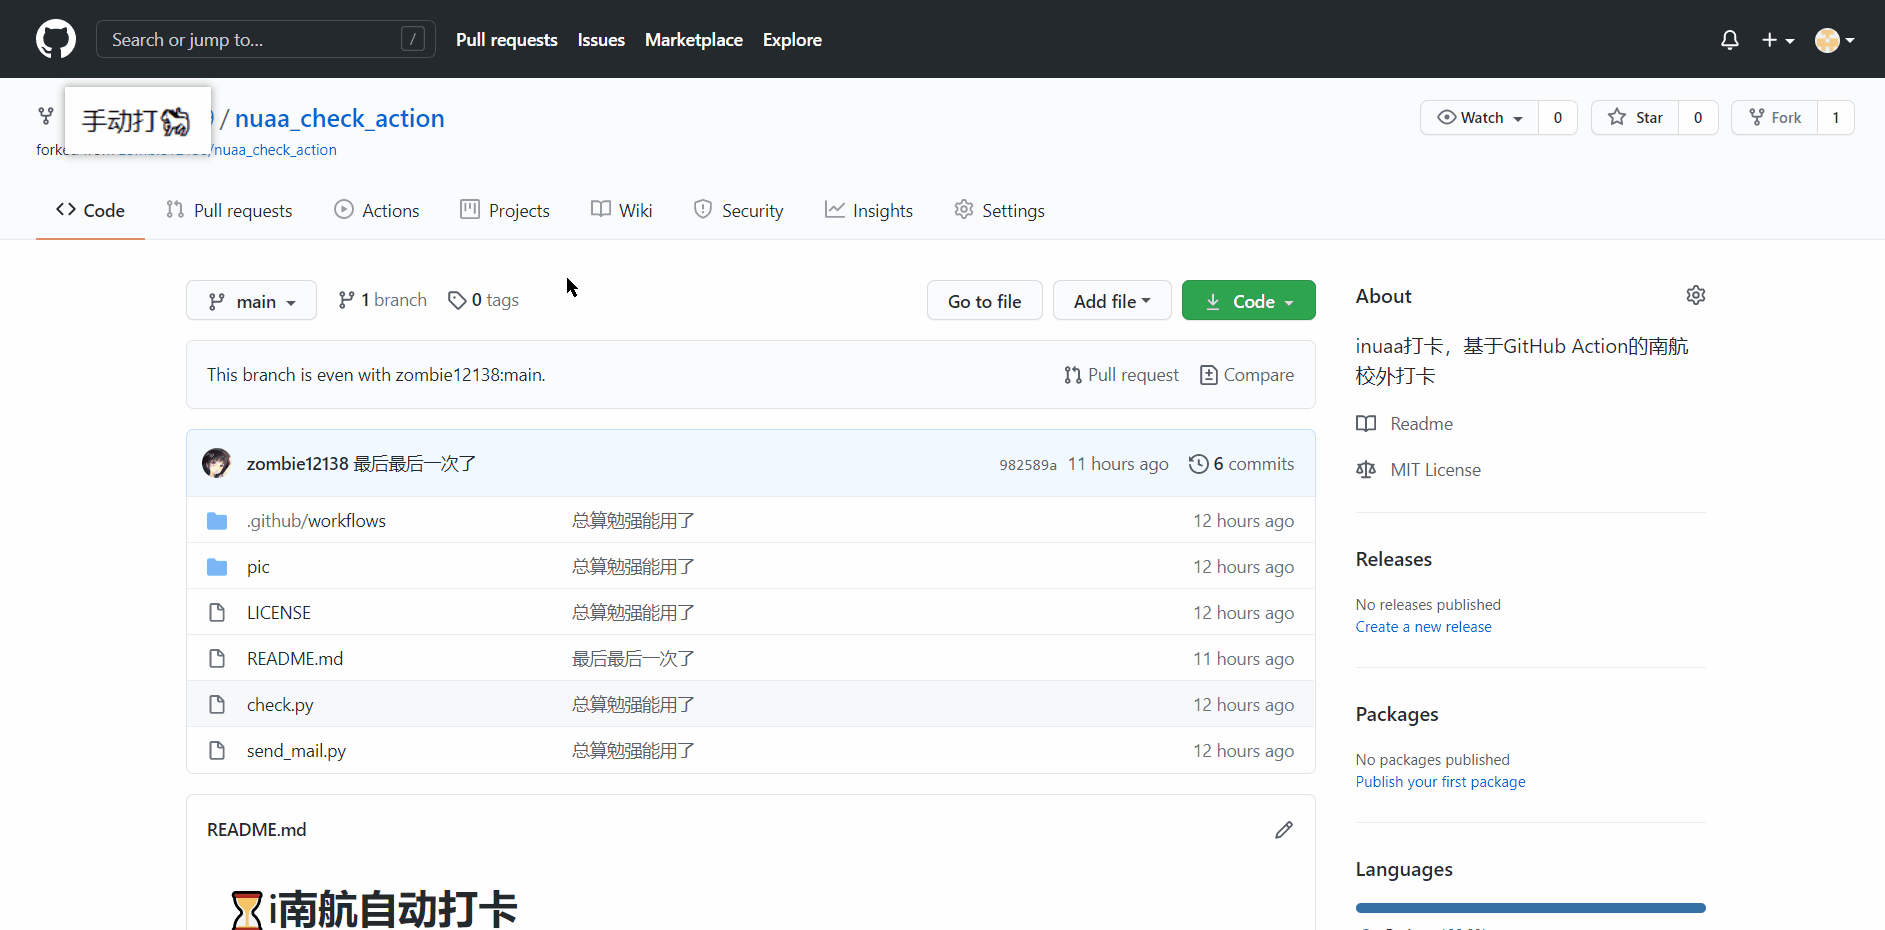 Search or jump to... /
Pull requests Issues Marketplace Explore
手动打
/ nuaa_check_action
Watch 0 Star 0 Fork 1
/nuaa_check_action
Code Pull requests Actions Projects Wiki Security Insights Settings
main 1 branch 0 tags
Go to file Add file Code
This branch is even with zombie12138:main.
Pull request Compare
zombie12138 最后最后一次了 982589a 11 hours ago 6 commits
.github/workflows 总算勉强能用了 12 hours ago
pic 总算勉强能用了 12 hours ago
LICENSE 总算勉强能用了 12 hours ago
README.md 最后最后一次了 11 hours ago
check.py 总算勉强能用了 12 hours ago
send_mail.py 总算勉强能用了 12 hours ago
README.md
i南航自动打卡
About
inuaa打卡，基于GitHub Action的南航
校外打卡
Readme
MIT License
Releases
No releases published
Create a new release
Packages
No packages published
Publish your first package
Languages